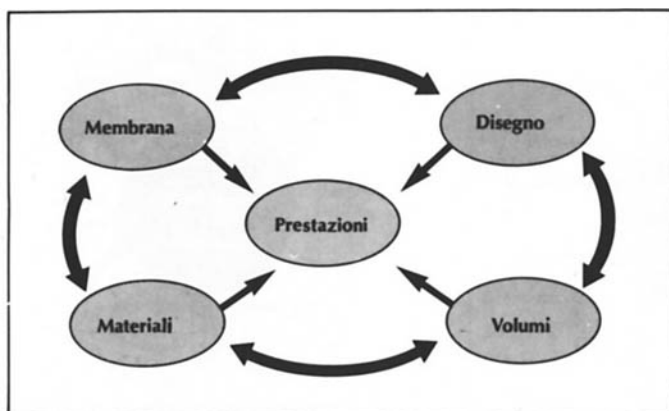 Membrana
Disegno
Prestazioni
Materiali
Volumi